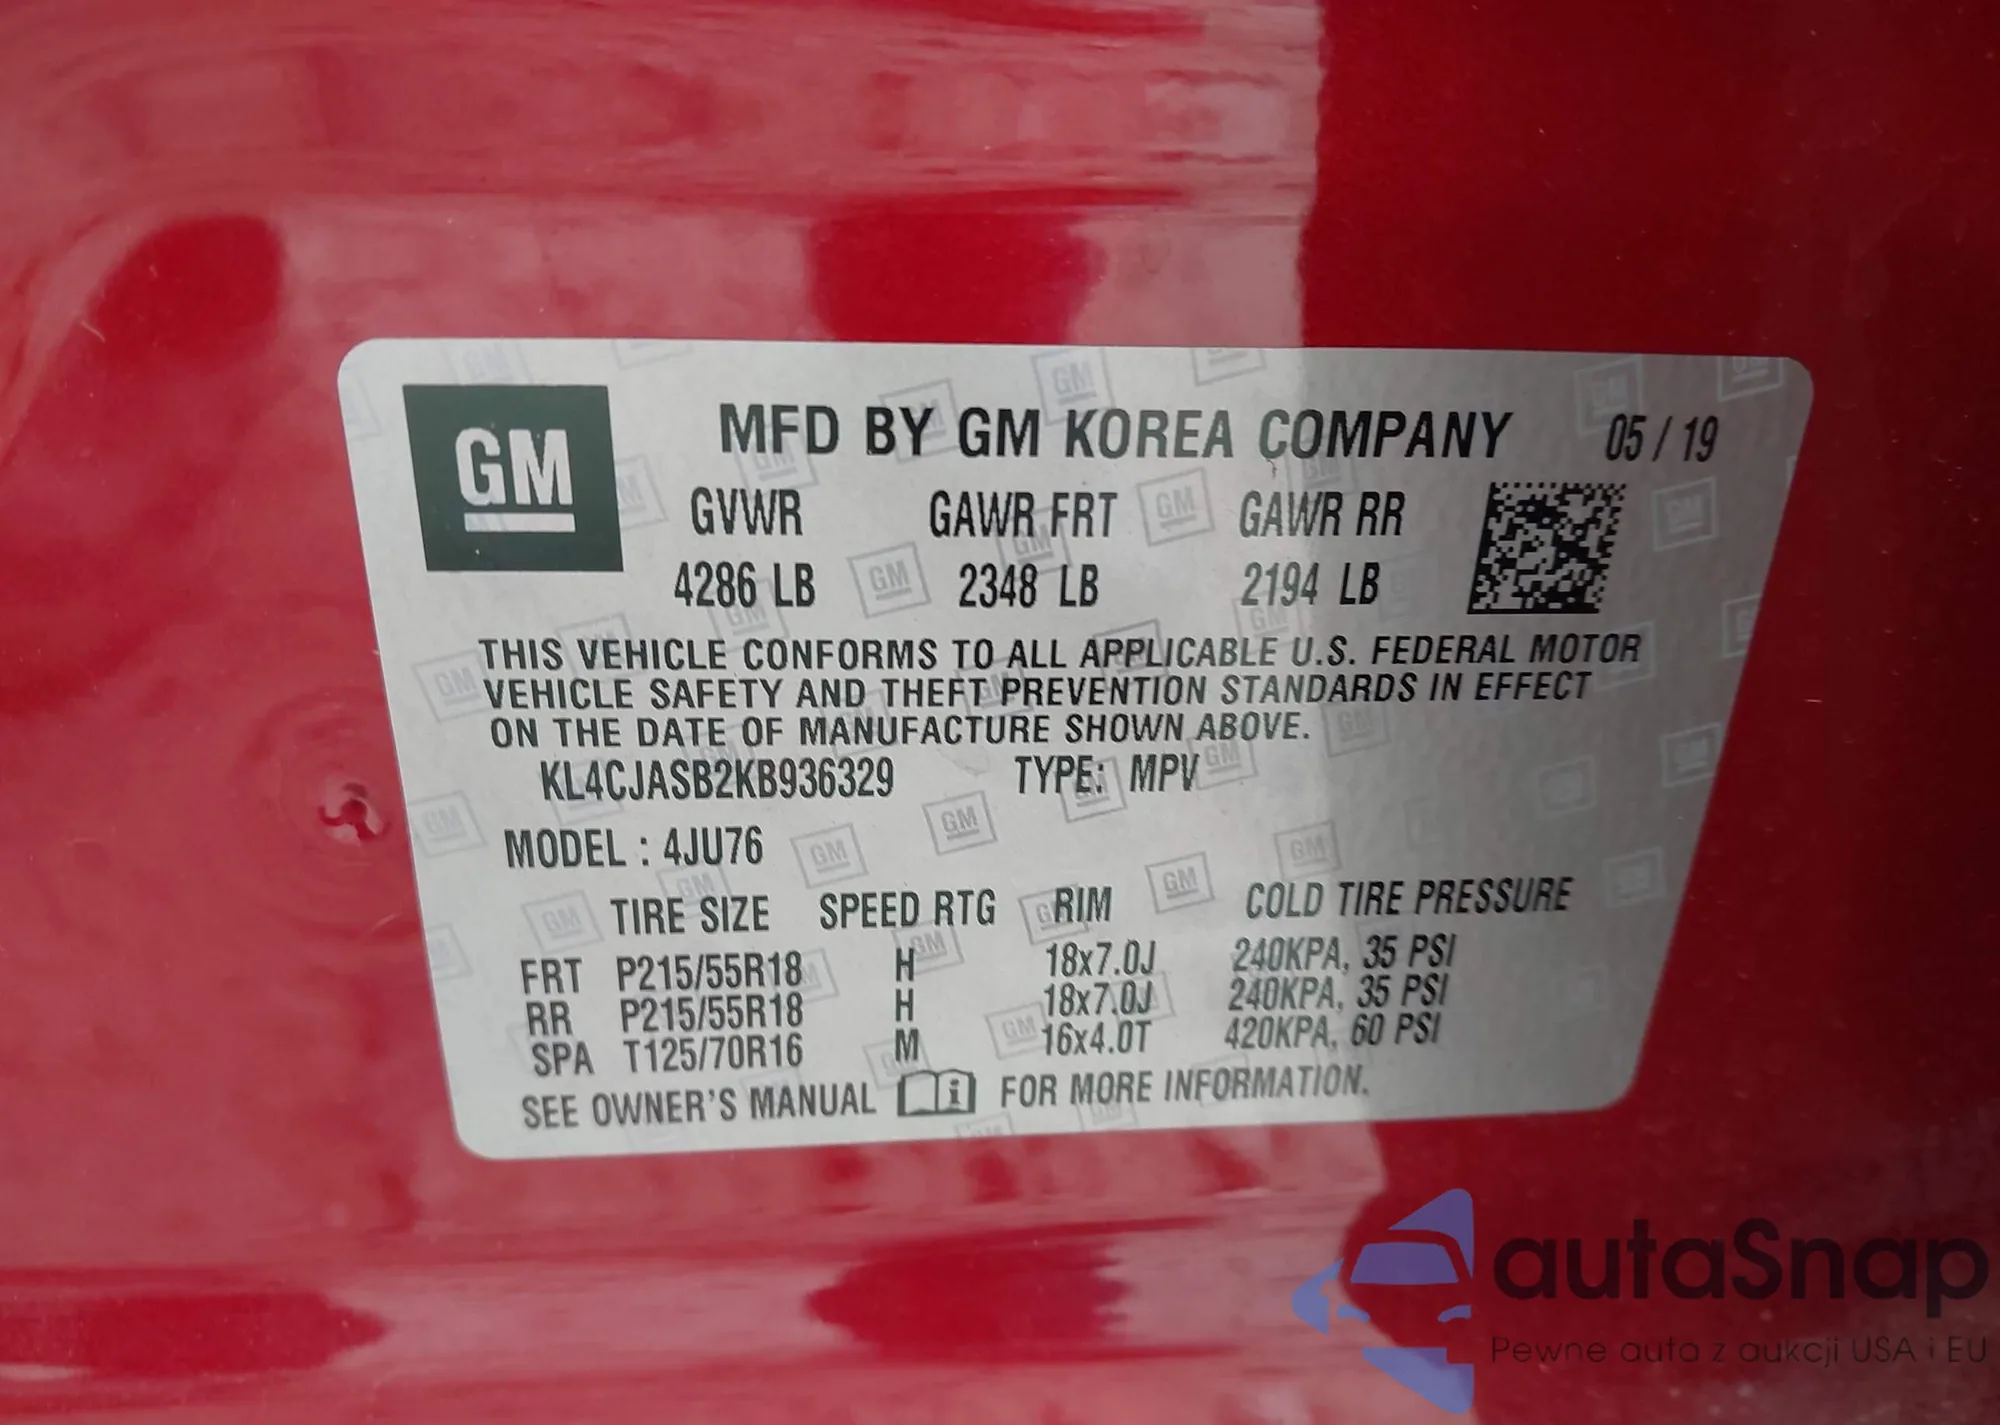 GM
MFD BY GM KOREA COMPANY 05 / 19
GVWR GAWR FRT GAWR RR
4286 LB 2348 LB 2194 LB
THIS VEHICLE CONFORMS TO ALL APPLICABLE U.S. FEDERAL MOTOR
VEHICLE SAFETY AND THEFT PREVENTION STANDARDS IN EFFECT
ON THE DATE OF MANUFACTURE SHOWN ABOVE.
KL4CJASB2KB936329 TYPE: MPV
MODEL : 4JU76
TIRE SIZE SPEED RTG RIM COLD TIRE PRESSURE
FRT P215/55R18 H 18x7.0J 240KPA, 35 PSI
RR P215/55R18 H 18x7.0J 240KPA, 35 PSI
SPA T125/70R16 M 16x4.0T 420KPA, 60 PSI
SEE OWNER'S MANUAL i FOR MORE INFORMATION.
autaSnap
Pewne auta z aukcji USA i EU